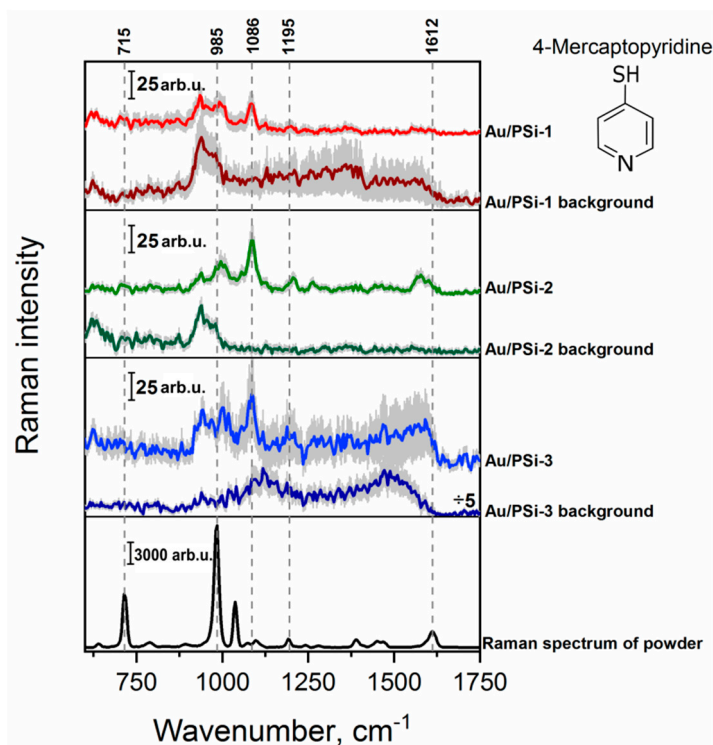 715 985 1086 1195 1612
4-Mercaptopyridine
SH
N
25 arb.u.
Au/PSi-1
Au/PSi-1 background
25 arb.u.
Au/PSi-2
Au/PSi-2 background
25 arb.u.
Au/PSi-3
÷5
Au/PSi-3 background
3000 arb.u.
Raman spectrum of powder
Raman intensity
750 1000 1250 1500 1750
Wavenumber, cm⁻¹